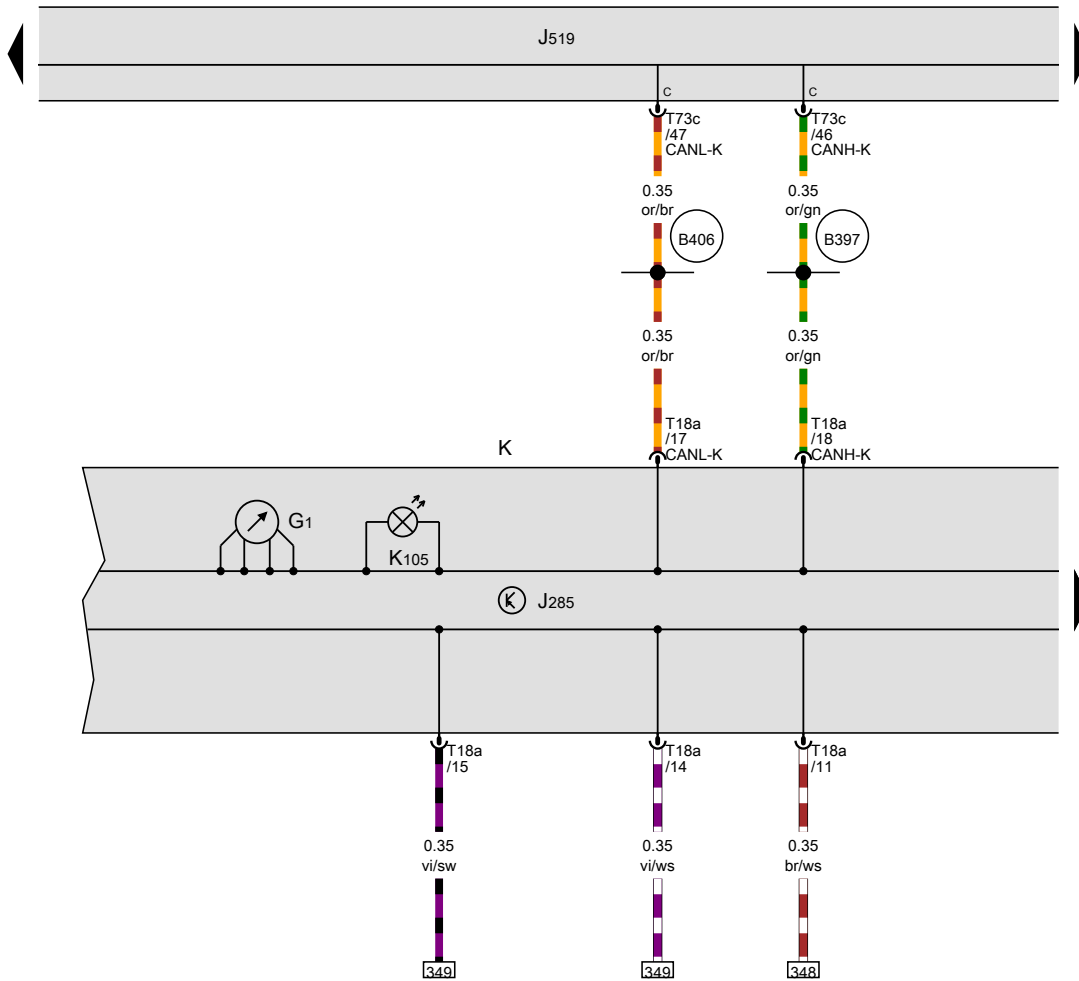 J519
C
C
T73c
/47
CANL-K
T73c
/46
CANH-K
0.35
or/br
0.35
or/gn
B406
B397
0.35
or/br
0.35
or/gn
T18a
/17
CANL-K
T18a
/18
CANH-K
K
G1
K105
J285
T18a
/15
T18a
/14
T18a
/11
0.35
vi/sw
0.35
vi/ws
0.35
br/ws
349
349
348